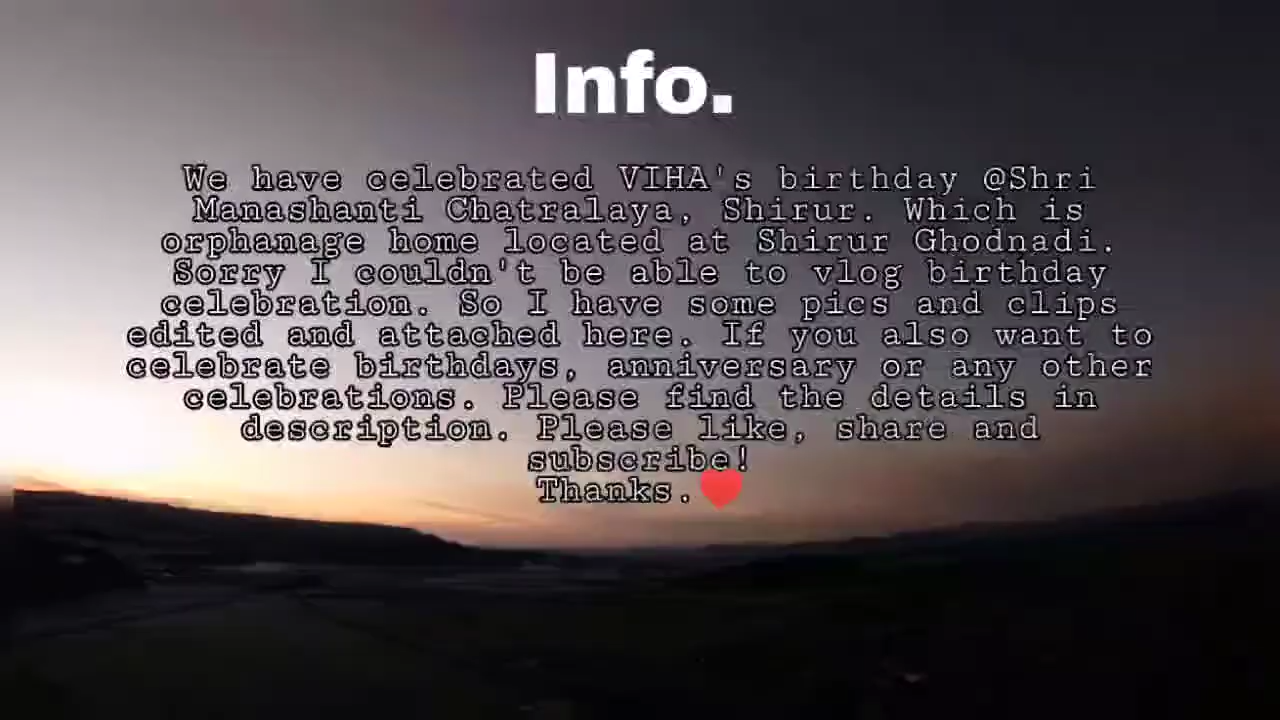 Info.
We have celebrated VIHA's birthday @Shri
Manashanti Chatralaya, Shirur. Which is
orphanage home located at Shirur Ghodnadi.
Sorry I couldn't be able to vlog birthday
celebration. So I have some pics and clips
edited and attached here. If you also want to
celebrate birthdays, anniversary or any other
celebrations. Please find the details in
description. Please like, share and
subscribe!
Thanks.❤️